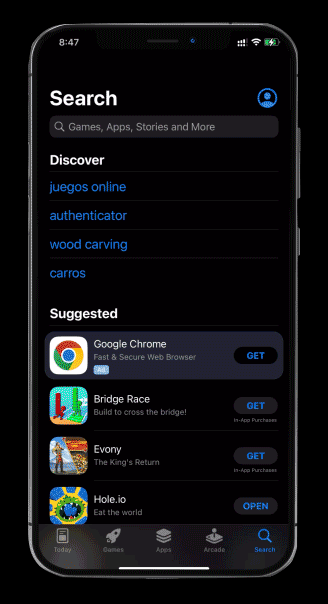 8:47
Search
Games, Apps, Stories and More
Discover
juegos online
authenticator
wood carving
carros
Suggested
Google Chrome
Fast & Secure Web Browser
Ad
GET
Bridge Race
Build to cross the bridge!
GET
In-App Purchases
Evony
The King's Return
GET
In-App Purchases
Hole.io
Eat the world
OPEN
Today
Games
Apps
Arcade
Search